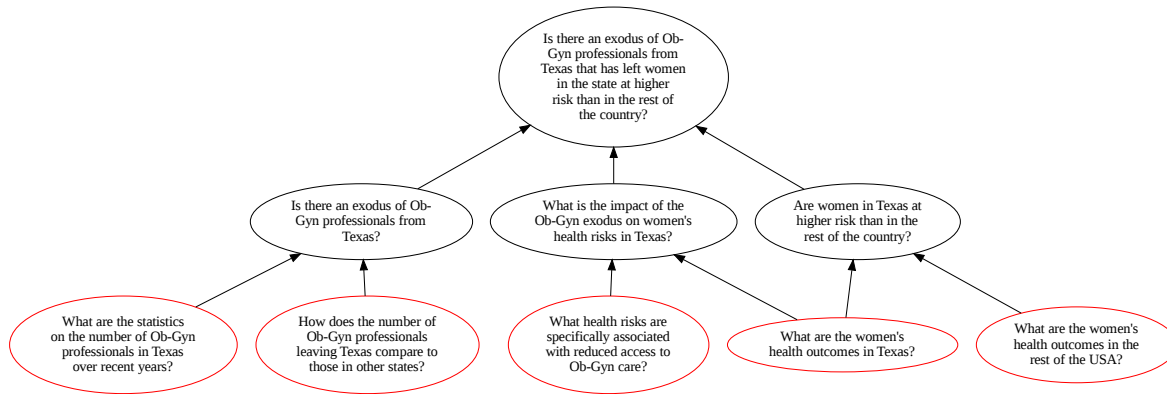 Is there an exodus of Ob-
Gyn professionals from
Texas that has left women
in the state at higher
risk than in the rest of
the country?
Is there an exodus of Ob-
Gyn professionals from
Texas?
What is the impact of the
Ob-Gyn exodus on women's
health risks in Texas?
Are women in Texas at
higher risk than in the
rest of the country?
What are the statistics
on the number of Ob-Gyn
professionals in Texas
over recent years?
How does the number of
Ob-Gyn professionals
leaving Texas compare to
those in other states?
What health risks are
specifically associated
with reduced access to
Ob-Gyn care?
What are the women's
health outcomes in Texas?
What are the women's
health outcomes in the
rest of the USA?